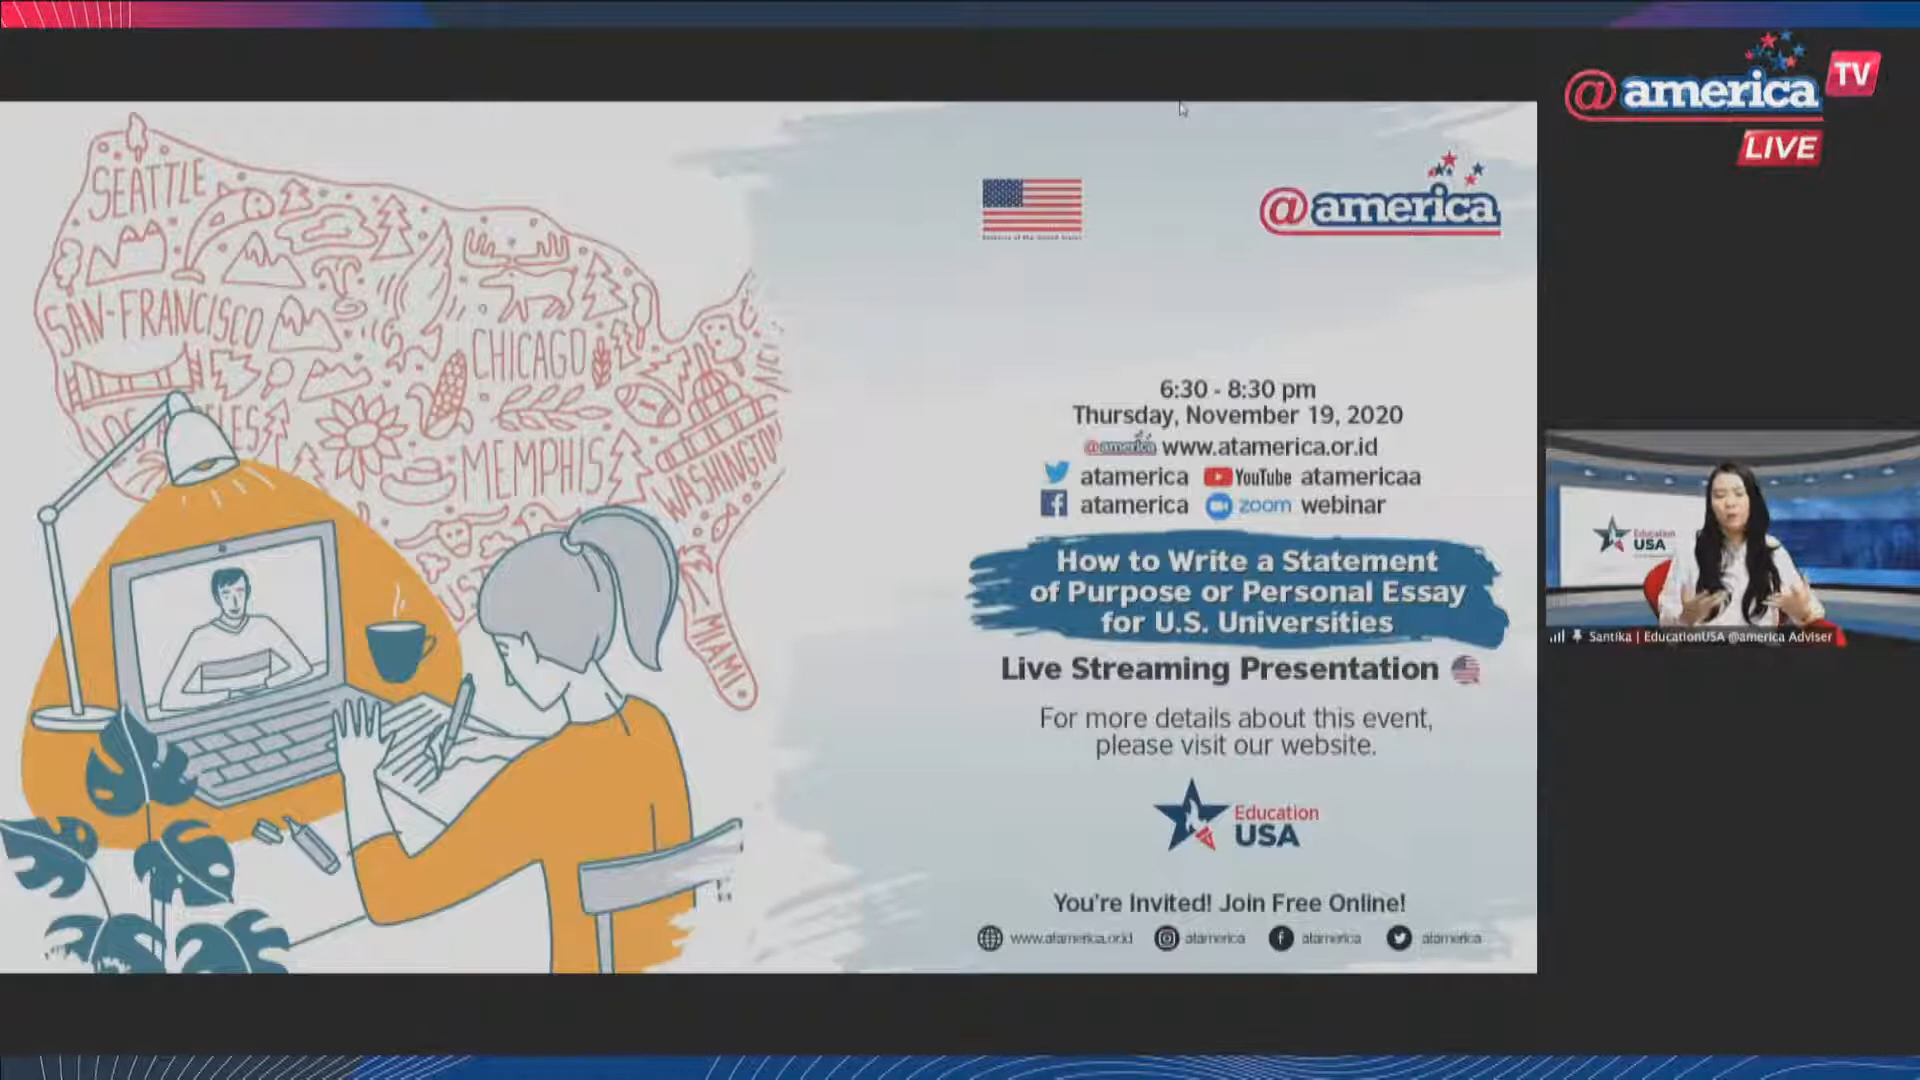 @america TV
LIVE
SEATTLE
SAN-FRANCISCO
CHICAGO
MEMPHIS
WASHINGTON
MIAMI
@america
6:30 - 8:30 pm
Thursday, November 19, 2020
@america www.atamerica.or.id
atamerica YouTube atamericaa
atamerica zoom webinar
How to Write a Statement
of Purpose or Personal Essay
for U.S. Universities
Live Streaming Presentation
For more details about this event,
please visit our website.
Education
USA
You're Invited! Join Free Online!
www.atamerica.or.id atamerica atamerica atamerica
Education
USA
Santika | EducationUSA @america Adviser